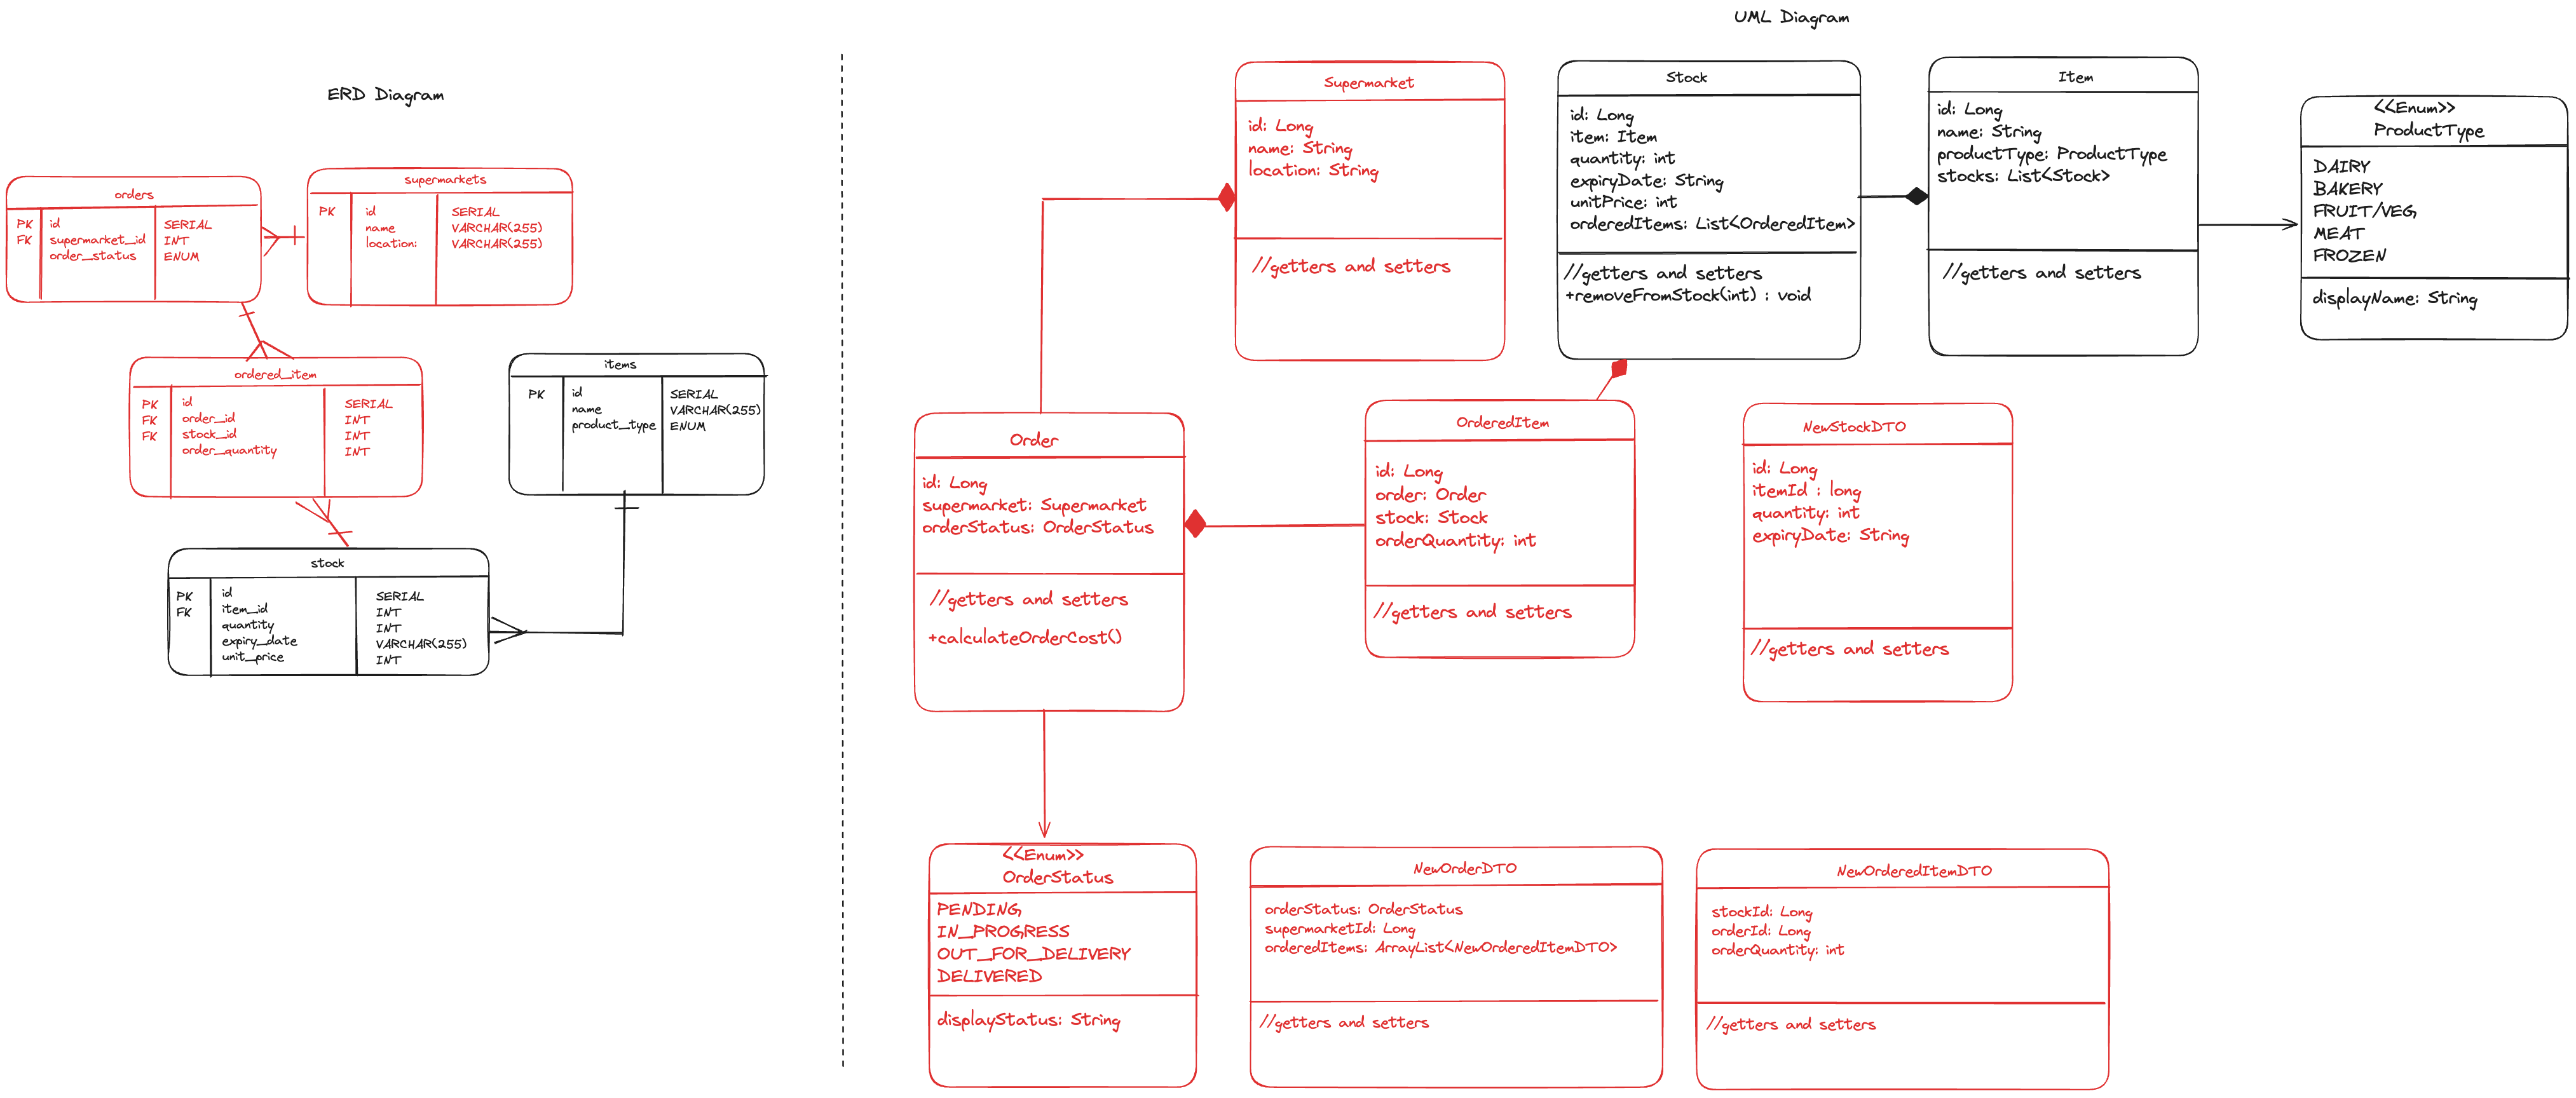 UML Diagram
ERD Diagram
orders
PK id SERIAL
FK supermarket_id INT
order_status ENUM
supermarkets
PK id SERIAL
name VARCHAR(255)
location: VARCHAR(255)
ordered_item
PK id SERIAL
FK order_id INT
FK stock_id INT
order_quantity INT
items
PK id SERIAL
name VARCHAR(255)
product_type ENUM
stock
PK id SERIAL
FK item_id INT
quantity INT
expiry_date VARCHAR(255)
unit_price INT
Supermarket
id: Long
name: String
location: String
//getters and setters
Stock
id: Long
item: Item
quantity: int
expiryDate: String
unitPrice: int
orderedItems: List<OrderedItem>
//getters and setters
+removeFromStock(int) : void
Item
id: Long
name: String
productType: ProductType
stocks: List<Stock>
//getters and setters
<<Enum>>
ProductType
DAIRY
BAKERY
FRUIT/VEG
MEAT
FROZEN
displayName: String
Order
id: Long
supermarket: Supermarket
orderStatus: OrderStatus
//getters and setters
+calculateOrderCost()
OrderedItem
id: Long
order: Order
stock: Stock
orderQuantity: int
//getters and setters
NewStockDTO
id: Long
itemId : long
quantity: int
expiryDate: String
//getters and setters
<<Enum>>
OrderStatus
PENDING
IN_PROGRESS
OUT_FOR_DELIVERY
DELIVERED
displayStatus: String
NewOrderDTO
orderStatus: OrderStatus
supermarketId: Long
orderedItems: ArrayList<NewOrderedItemDTO>
//getters and setters
NewOrderedItemDTO
stockId: Long
orderId: Long
orderQuantity: int
//getters and setters